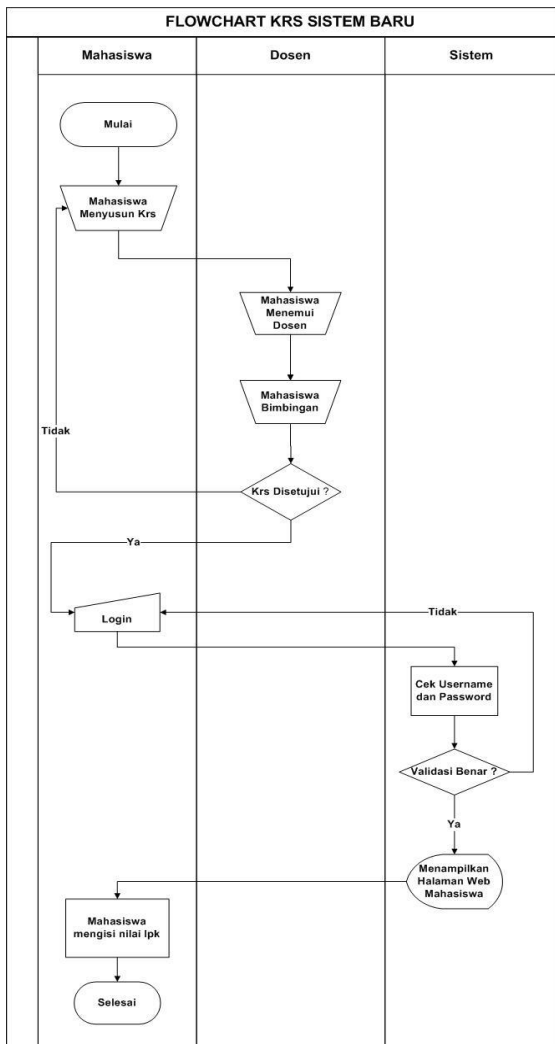 FLOWCHART KRS SISTEM BARU
Mahasiswa
Dosen
Sistem
Mulai
Mahasiswa
Menyusun Krs
Mahasiswa
Menemui
Dosen
Mahasiswa
Bimbingan
Tidak
Krs Disetujui ?
Ya
Login
Tidak
Cek Username
dan Password
Validasi Benar ?
Ya
Menampilkan
Halaman Web
Mahasiswa
Mahasiswa
mengisi nilai Ipk
Selesai